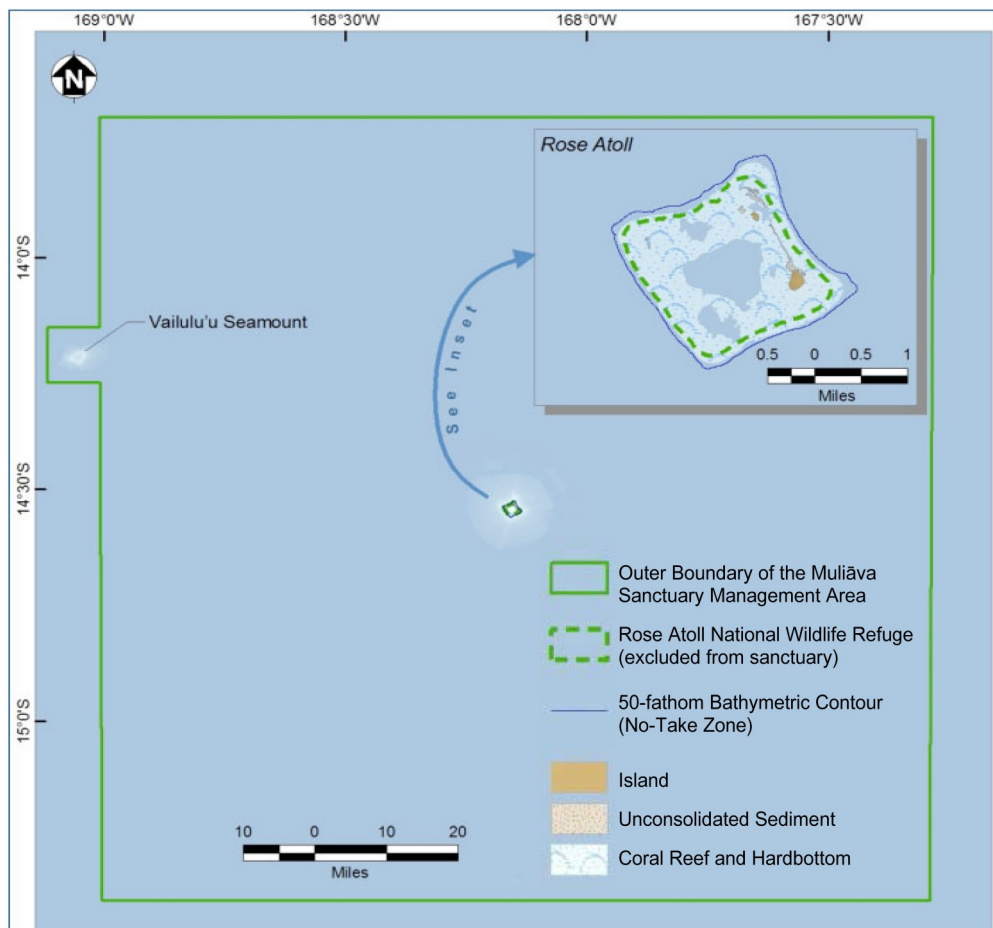 169°0'W
168°30'W
168°0'W
167°30'W
N
Rose Atoll
14°0'S
Vailulu'u Seamount
See Inset
0.5 0 0.5 1
Miles
14°30'S
Outer Boundary of the Muliāva
Sanctuary Management Area
Rose Atoll National Wildlife Refuge
(excluded from sanctuary)
50-fathom Bathymetric Contour
(No-Take Zone)
15°0'S
Island
Unconsolidated Sediment
Coral Reef and Hardbottom
10 0 10 20
Miles